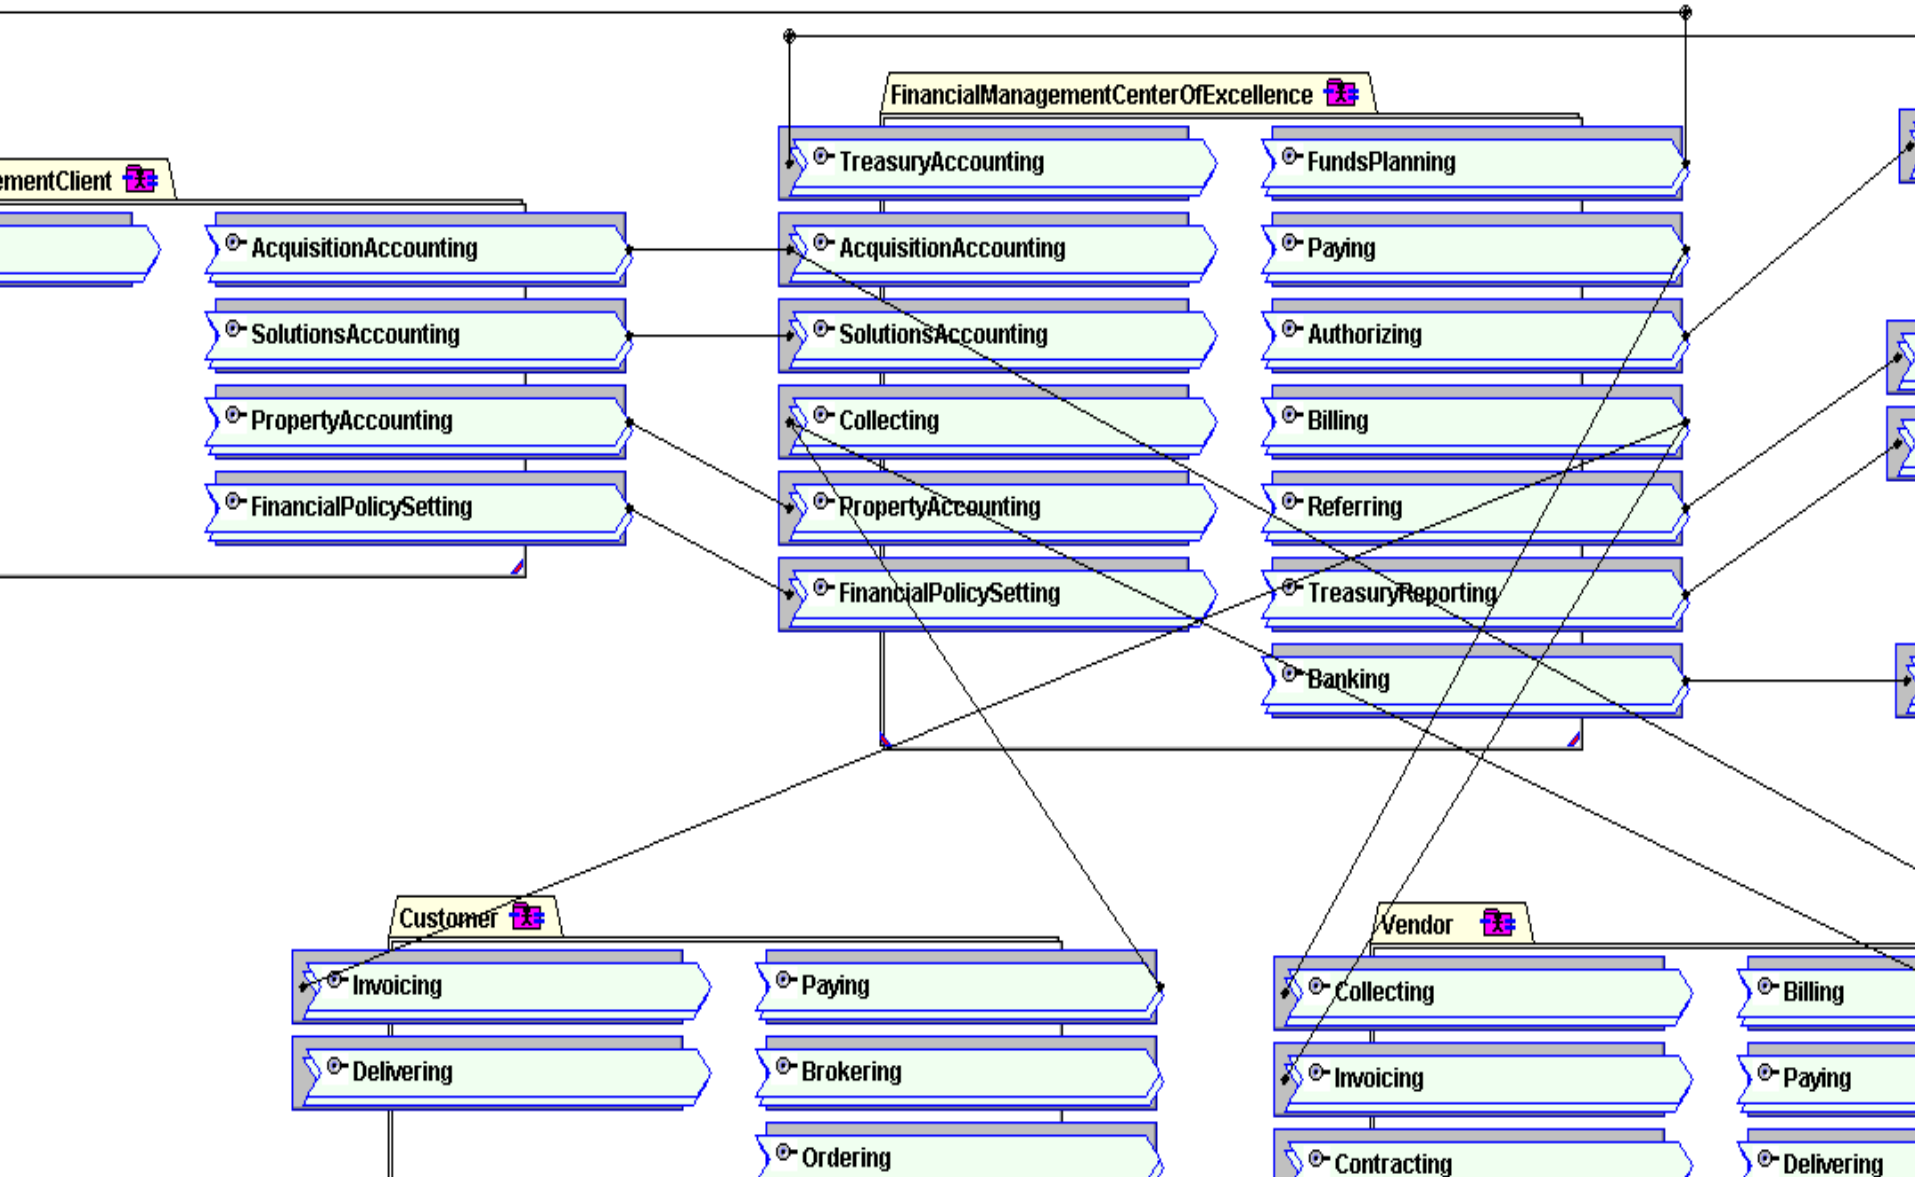 FinancialManagementCenterOfExcellence
TreasuryAccounting
FundsPlanning
ementClient
AcquisitionAccounting
AcquisitionAccounting
Paying
SolutionsAccounting
SolutionsAccounting
Authorizing
PropertyAccounting
Collecting
Billing
FinancialPolicySetting
PropertyAccounting
Referring
FinancialPolicySetting
TreasuryReporting
Banking
Customer
Invoicing
Paying
Delivering
Brokering
Ordering
Vendor
Collecting
Billing
Invoicing
Paying
Contracting
Delivering